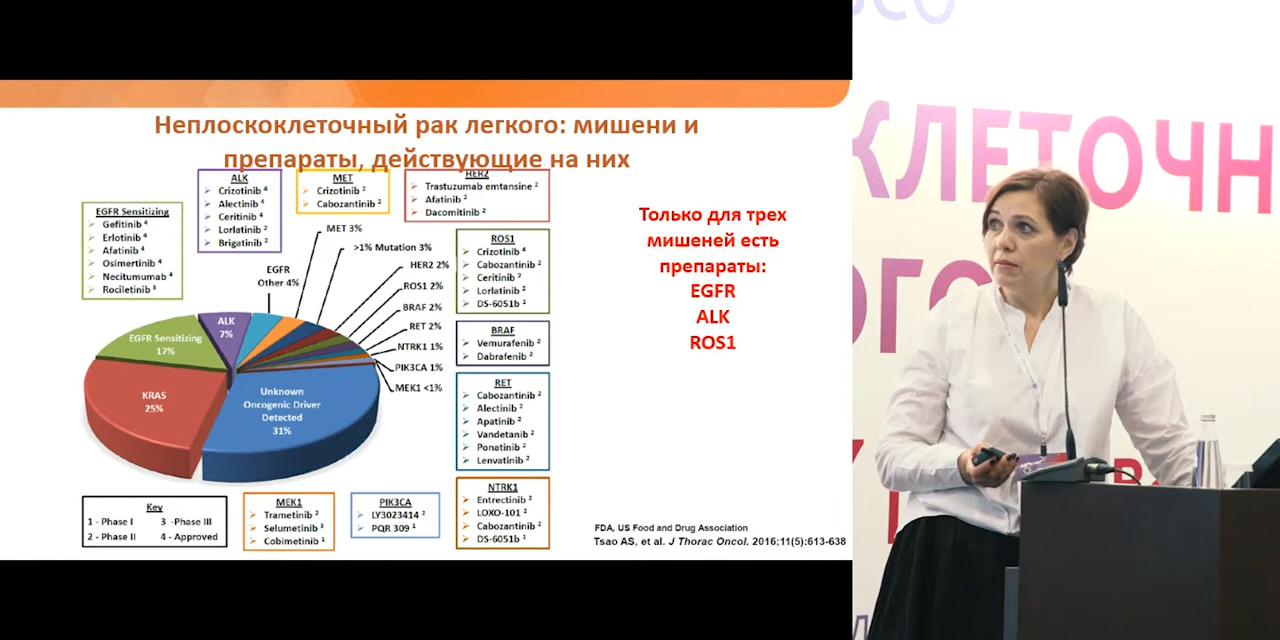 Неплоскоклеточный рак легкого: мишени и
препараты, действующие на них
ALK
Crizotinib 4
Alectinib 4
Ceritinib 4
Lorlatinib 2
Brigatinib 2
MET
Crizotinib 2
Cabozantinib 2
HER2
Trastuzumab emtansine 2
Afatinib 2
Dacomitinib 2
EGFR Sensitizing
Gefitinib 4
Erlotinib 4
Afatinib 4
Osimertinib 4
Necitumumab 4
Rociletinib 3
ROS1
Crizotinib 4
Cabozantinib 2
Ceritinib 2
Lorlatinib 2
DS-6051b 1
BRAF
Vemurafenib 2
Dabrafenib 2
RET
Cabozantinib 2
Alectinib 2
Apatinib 2
Vandetanib 2
Ponatinib 2
Lenvatinib 2
NTRK1
Entrectinib 2
LOXO-101 2
Cabozantinib 2
DS-6051b 1
MET 3%
>1% Mutation 3%
EGFR
Other 4%
HER2 2%
ROS1 2%
BRAF 2%
RET 2%
NTRK1 1%
PIK3CA 1%
MEK1 <1%
ALK
7%
EGFR Sensitizing
17%
KRAS
25%
Unknown
Oncogenic Driver
Detected
31%
Key
1 - Phase I 3 -Phase III
2 - Phase II 4 - Approved
MEK1
Trametinib 2
Selumetinib 3
Cobimetinib 1
PIK3CA
LY3023414 2
PQR 309 1
Только для трех
мишеней есть
препараты:
EGFR
ALK
ROS1
FDA, US Food and Drug Association
Tsao AS, et al. J Thorac Oncol. 2016;11(5):613-638
КЛЕТОЧН
ОГО